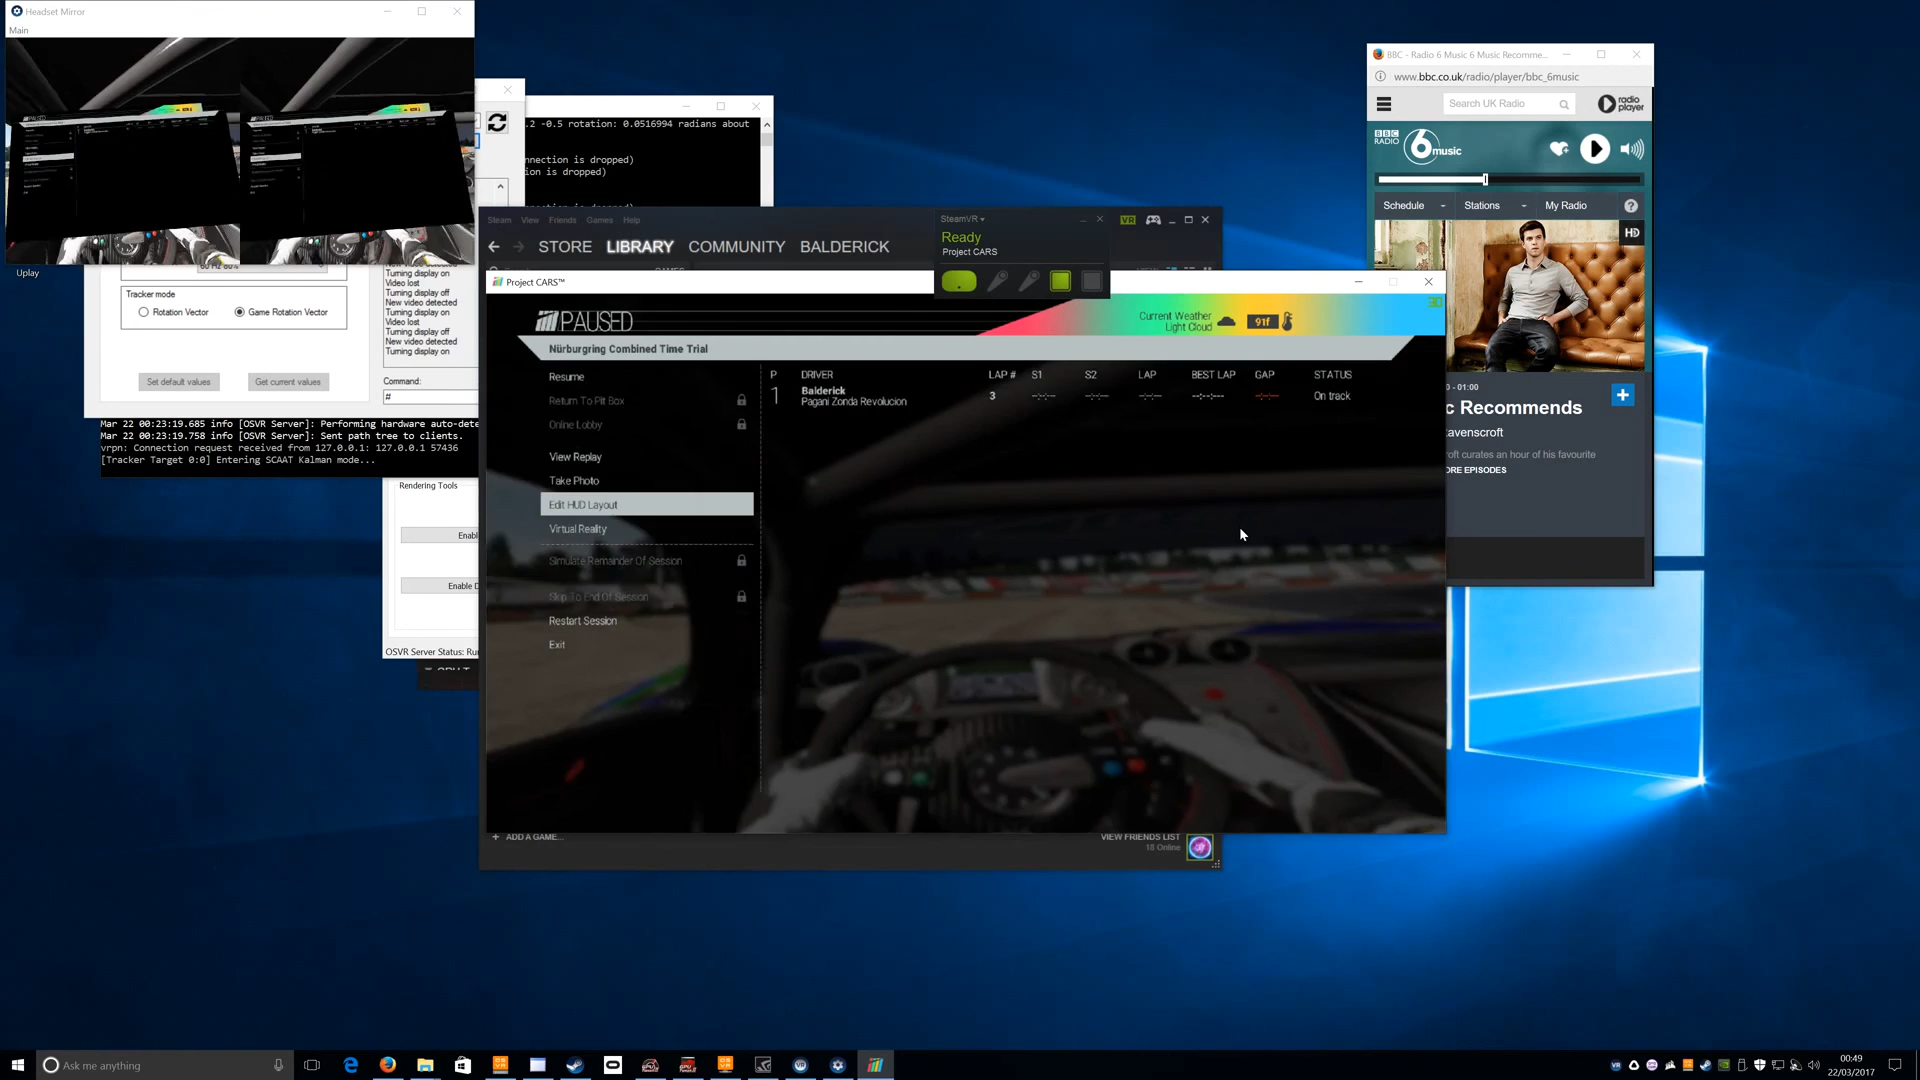 Headset Mirror
Main
PAUSED
PAUSED
Uplay
.2 -0.5 rotation: 0.0516994 radians about
nnection is dropped)
ion is dropped)
Tracker mode
Rotation Vector
Game Rotation Vector
Set default values
Get current values
Turning display on
Video lost
Turning display off
New video detected
Turning display on
Video lost
Turning display off
New video detected
Turning display on
Command:
#
Mar 22 00:23:19.685 info [OSVR Server]: Performing hardware auto-dete
Mar 22 00:23:19.758 info [OSVR Server]: Sent path tree to clients.
vrpn: Connection request received from 127.0.0.1: 127.0.0.1 57436
[Tracker Target 0:0] Entering SCAAT Kalman mode...
Rendering Tools
Enabl
Enable D
OSVR Server Status: Ru
Steam View Friends Games Help
STORE LIBRARY COMMUNITY BALDERICK
SteamVR
Ready
Project CARS
VR
Project CARS™
PAUSED
Current Weather
Light Cloud
91f
Nürburgring Combined Time Trial
Resume
Return To Pit Box
Online Lobby
View Replay
Take Photo
Edit HUD Layout
Virtual Reality
Simulate Remainder Of Session
Skip To End Of Session
Restart Session
Exit
P DRIVER LAP # S1 S2 LAP BEST LAP GAP STATUS
1 Balderick 3 --:--:-- --:--:-- --:--:-- --:--:-- --:--:-- On track
Pagani Zonda Revolucion
+ ADD A GAME...
VIEW FRIENDS LIST
18 Online
BBC - Radio 6 Music 6 Music Recomme...
www.bbc.co.uk/radio/player/bbc_6music
Search UK Radio
radio
player
BBC
RADIO
6music
Schedule
Stations
My Radio
?
HD
0 - 01:00
c Recommends
avenscroft
oft curates an hour of his favourite
ORE EPISODES
Ask me anything
00:49
22/03/2017